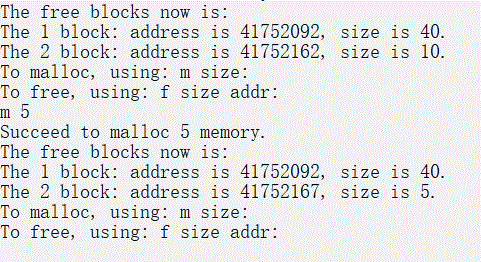 The free blocks now is:
The 1 block: address is 41752092, size is 40.
The 2 block: address is 41752162, size is 10.
To malloc, using: m size:
To free, using: f size addr:
m 5
Succeed to malloc 5 memory.
The free blocks now is:
The 1 block: address is 41752092, size is 40.
The 2 block: address is 41752167, size is 5.
To malloc, using: m size:
To free, using: f size addr: